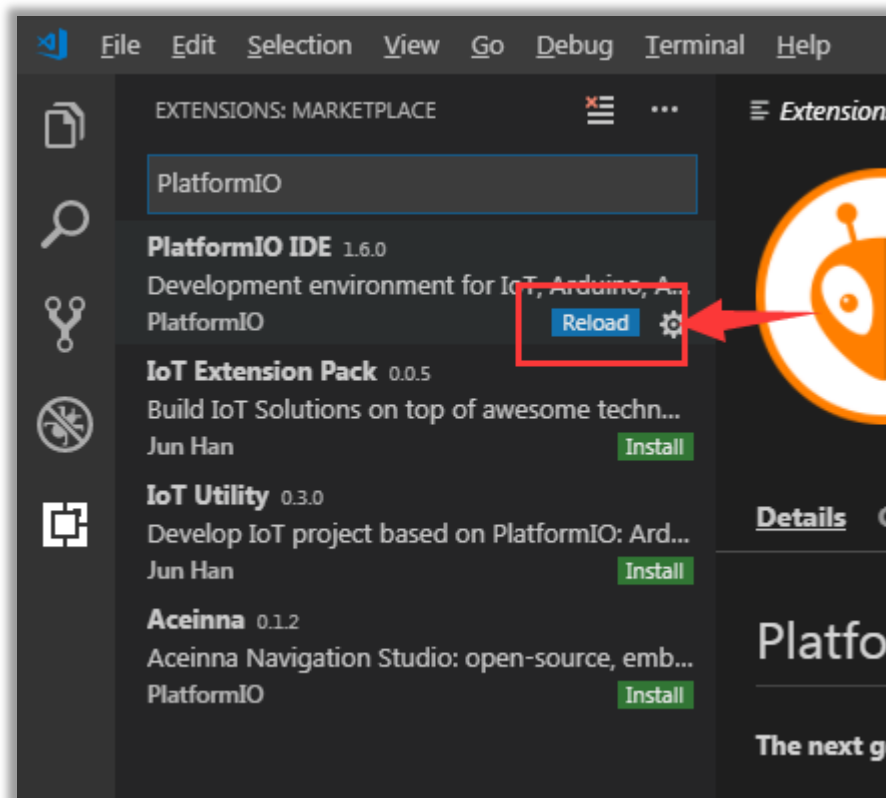 File Edit Selection View Go Debug Terminal Help
EXTENSIONS: MARKETPLACE
PlatformIO
PlatformIO IDE 1.6.0
Development environment for IoT, Arduino, A...
PlatformIO Reload
IoT Extension Pack 0.0.5
Build IoT Solutions on top of awesome techn...
Jun Han Install
IoT Utility 0.3.0
Develop IoT project based on PlatformIO: Ard...
Jun Han Install
Aceinna 0.1.2
Aceinna Navigation Studio: open-source, emb...
PlatformIO Install
Extension
Details
Platfo
The next g